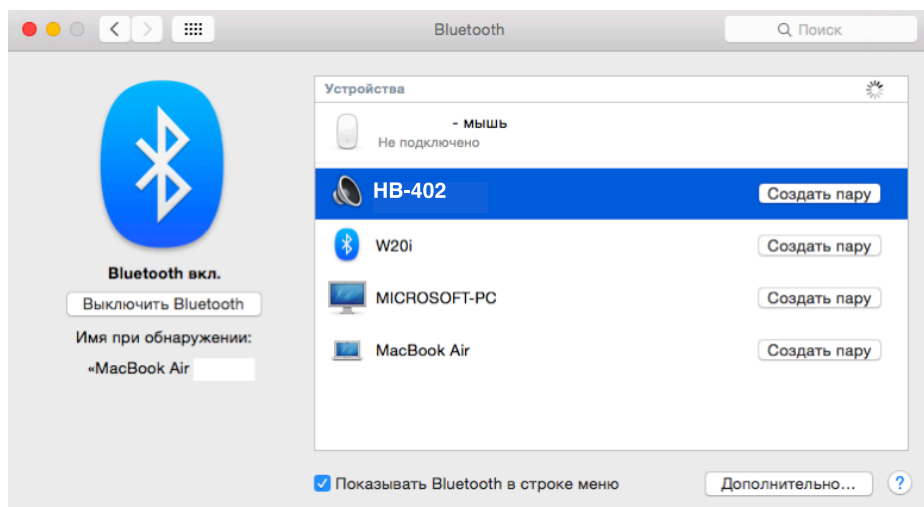 Bluetooth
Поиск
Устройства
- мышь
Не подключено
HB-402
Создать пару
W20i
Создать пару
MICROSOFT-PC
Создать пару
MacBook Air
Создать пару
Bluetooth вкл.
Выключить Bluetooth
Имя при обнаружении:
«MacBook Air
Показывать Bluetooth в строке меню
Дополнительно...
?